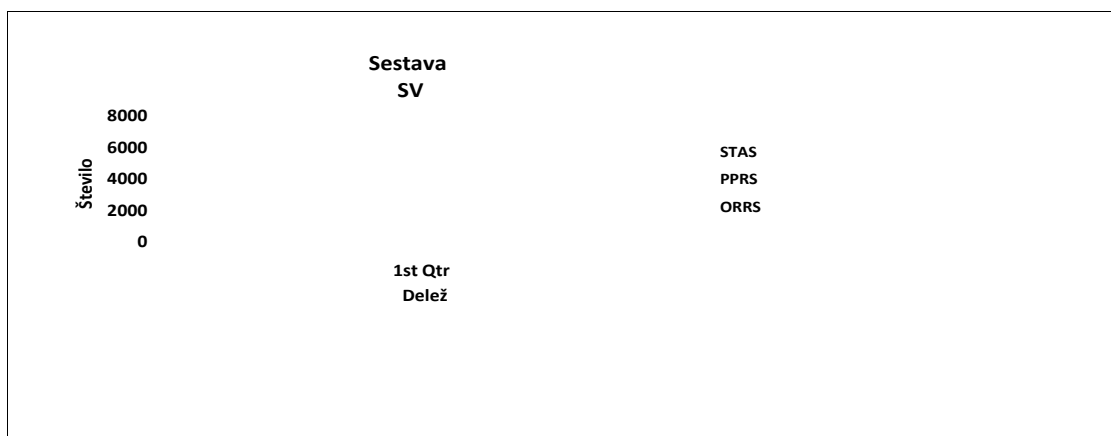 Sestava
SV
8000
6000
4000
2000
0
Število
STAS
PPRS
ORRS
1st Qtr
Delež